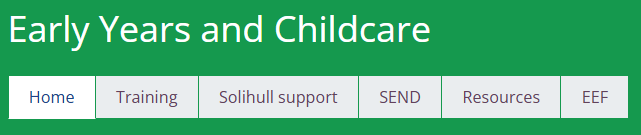 Early Years and Childcare
Home Training Solihull support SEND Resources EEF